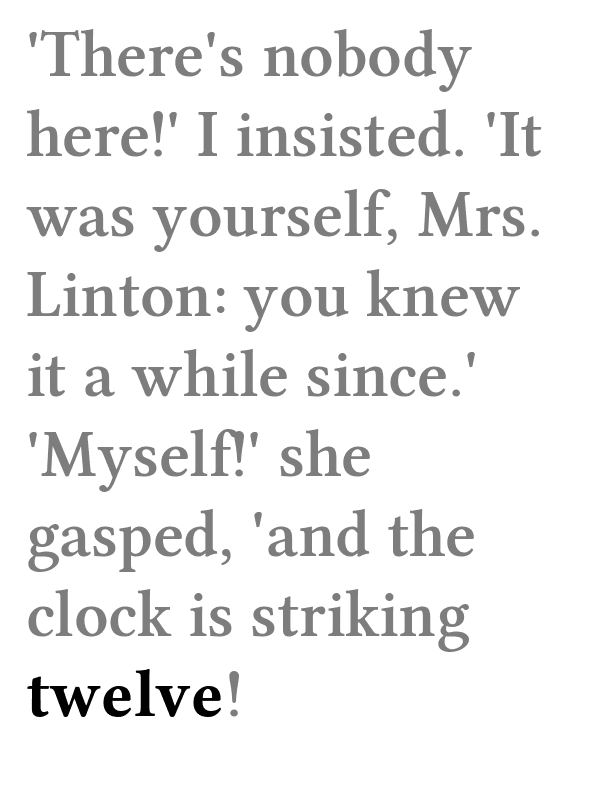 'There's nobody
here!' I insisted. 'It
was yourself, Mrs.
Linton: you knew
it a while since.'
'Myself!' she
gasped, 'and the
clock is striking
twelve!